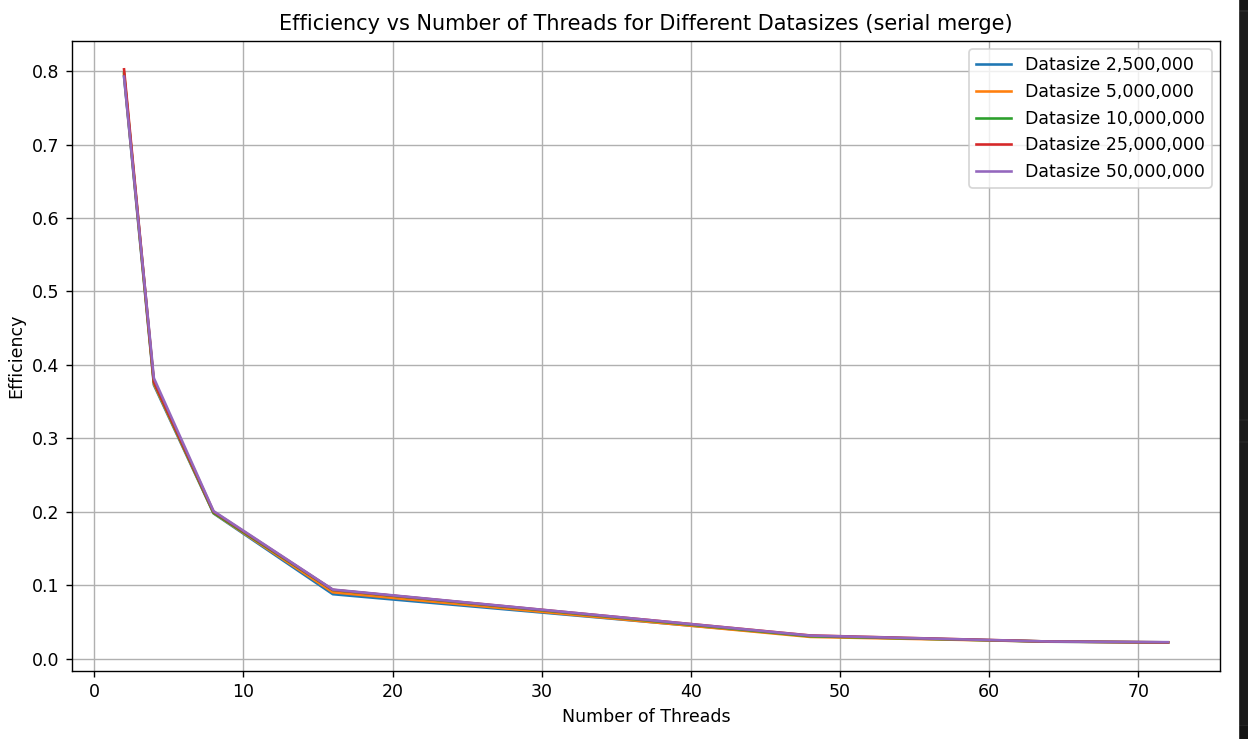 Efficiency vs Number of Threads for Different Datasizes (serial merge)
Datasize 2,500,000
Datasize 5,000,000
Datasize 10,000,000
Datasize 25,000,000
Datasize 50,000,000
Efficiency
0.8
0.7
0.6
0.5
0.4
0.3
0.2
0.1
0.0
0 10 20 30 40 50 60 70
Number of Threads